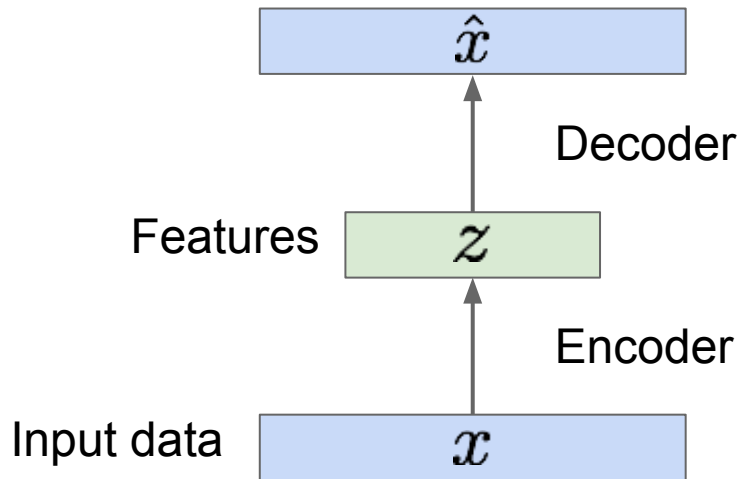 x̂
Decoder
Features z
Encoder
Input data x